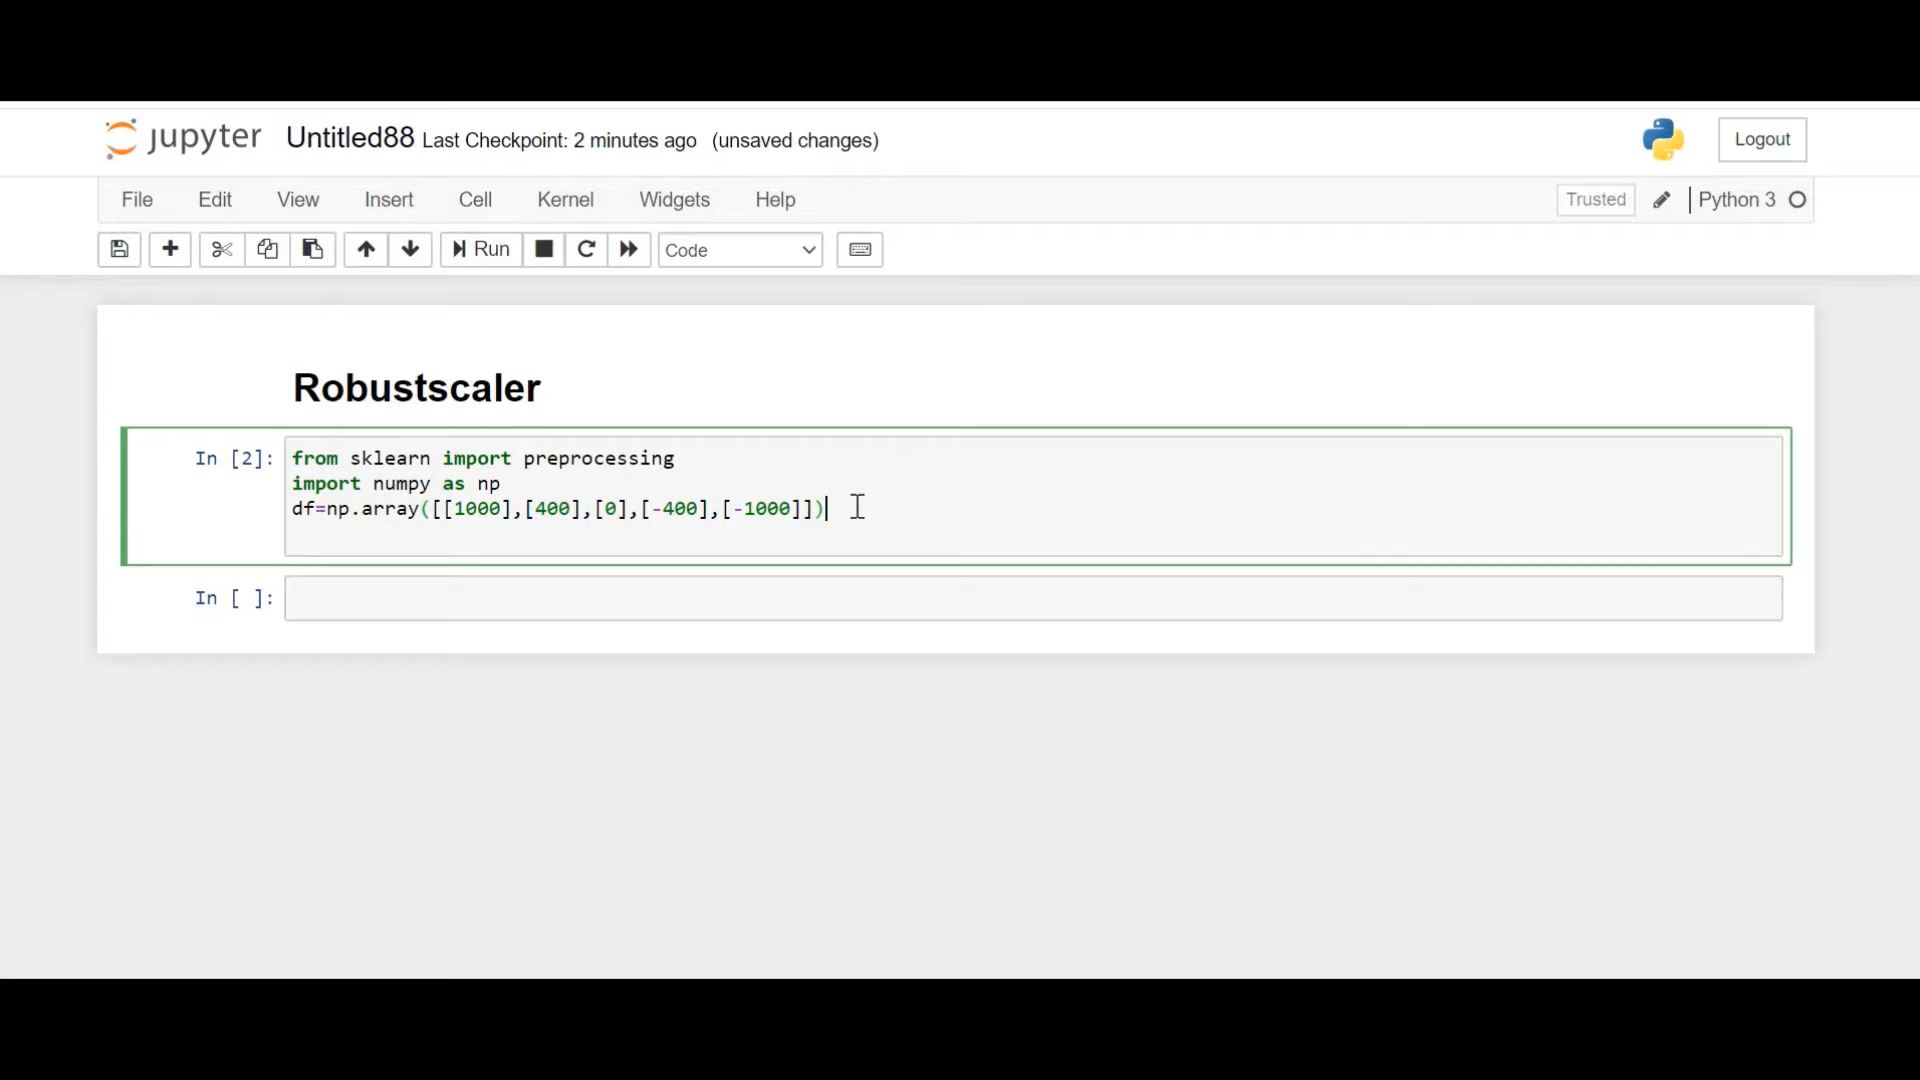 jupyter Untitled88 Last Checkpoint: 2 minutes ago (unsaved changes) Logout
File Edit View Insert Cell Kernel Widgets Help Trusted Python 3
Run Code
Robustscaler
In [2]: from sklearn import preprocessing
import numpy as np
df=np.array([[1000],[400],[0],[-400],[-1000]])
In [ ]: